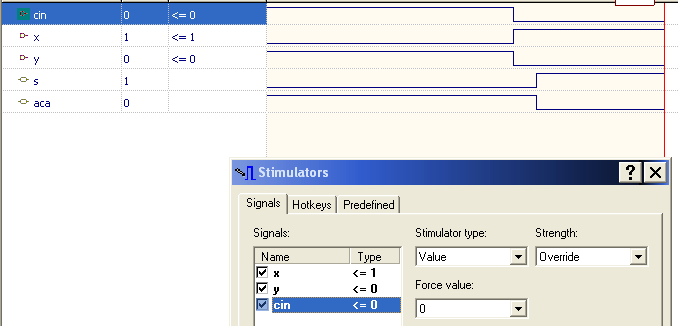 cin 0 <= 0
x 1 <= 1
y 0 <= 0
s 1
aca 0
Stimulators
Signals Hotkeys Predefined
Signals: Stimulator type: Strength:
Name Type Value Override
x <= 1
y <= 0 Force value:
cin <= 0 0